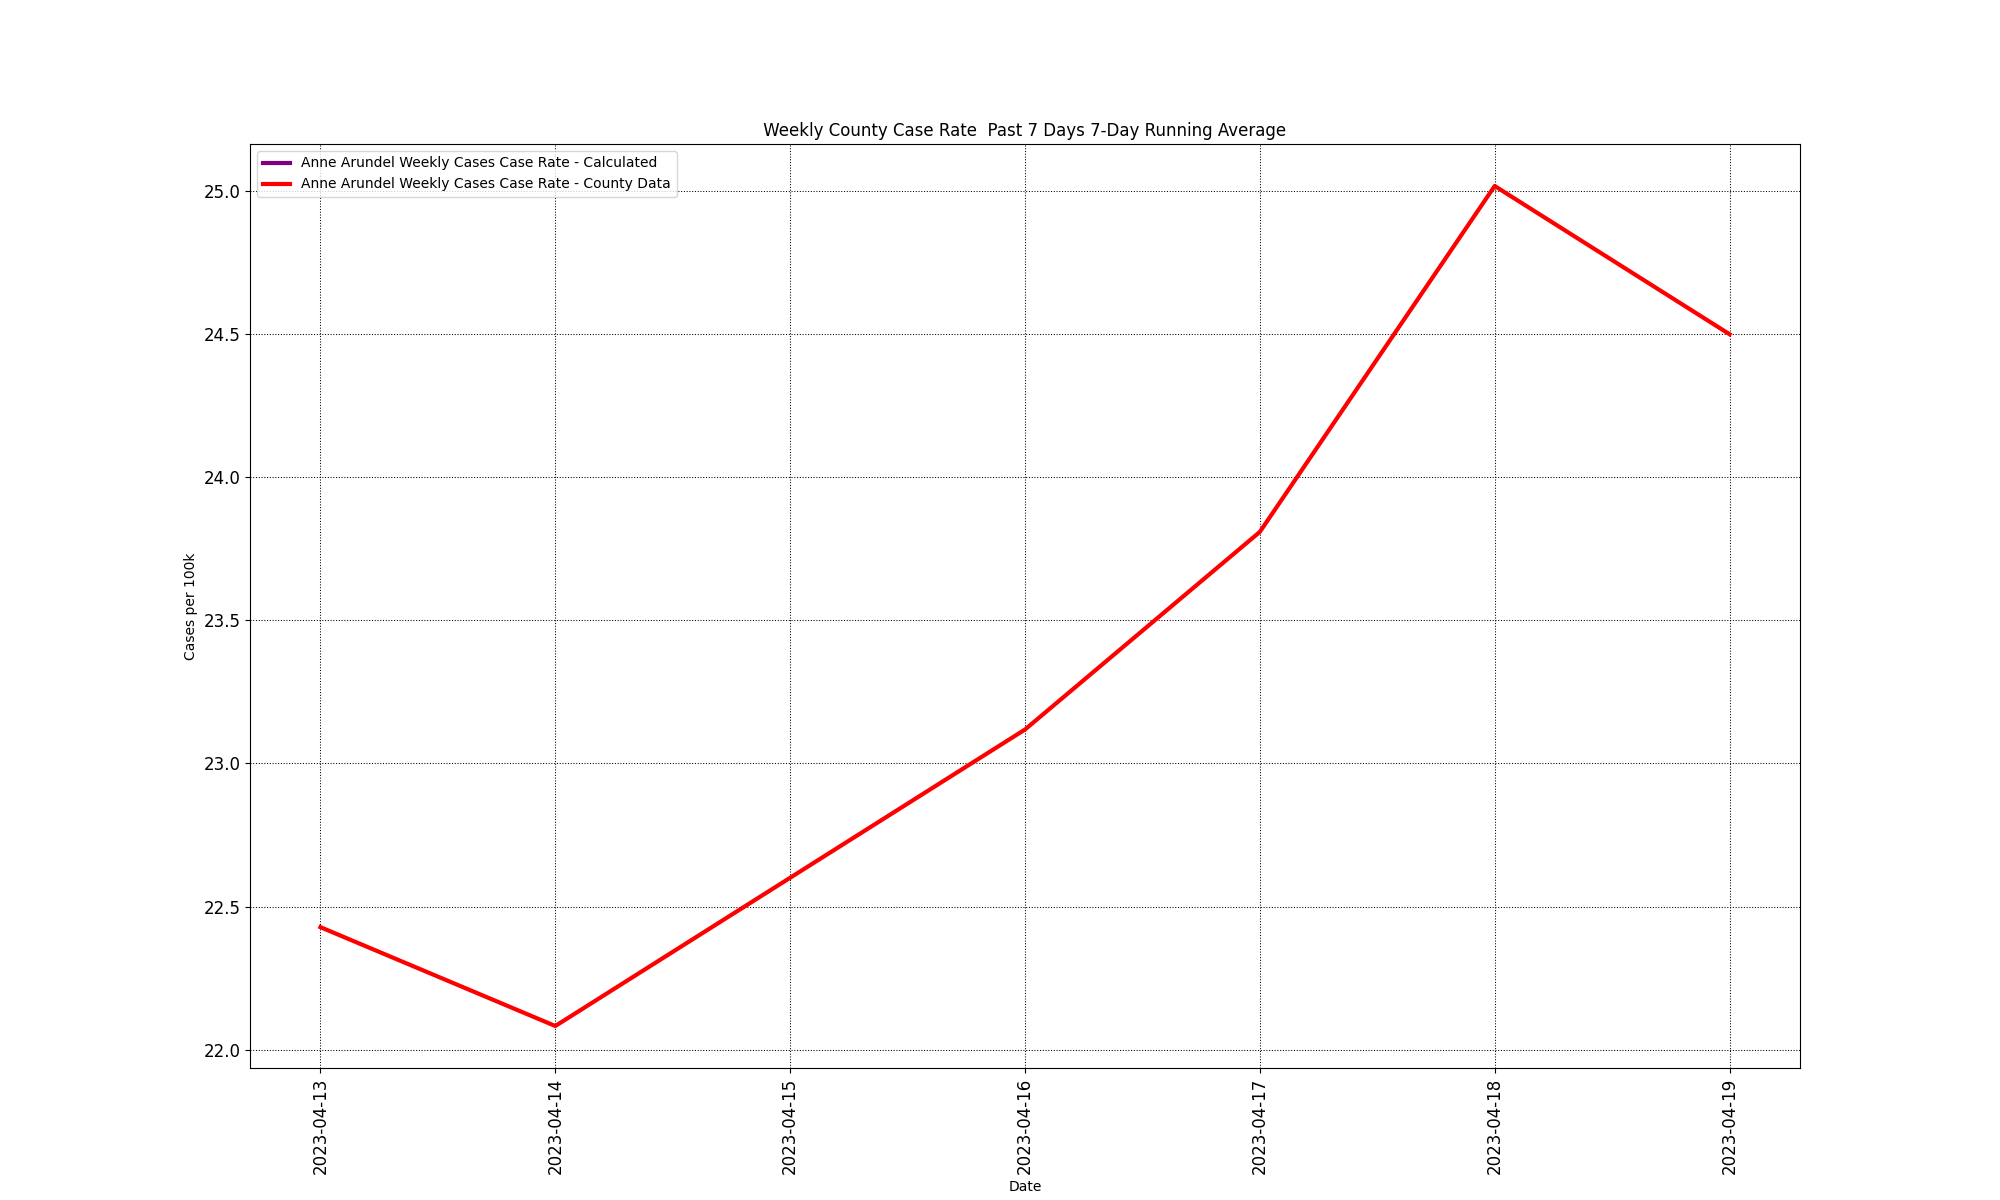 Weekly County Case Rate  Past 7 Days 7-Day Running Average
Anne Arundel Weekly Cases Case Rate - Calculated
Anne Arundel Weekly Cases Case Rate - County Data
25.0
24.5
24.0
23.5
23.0
22.5
22.0
Cases per 100k
2023-04-13
2023-04-14
2023-04-15
2023-04-16
2023-04-17
2023-04-18
2023-04-19
Date